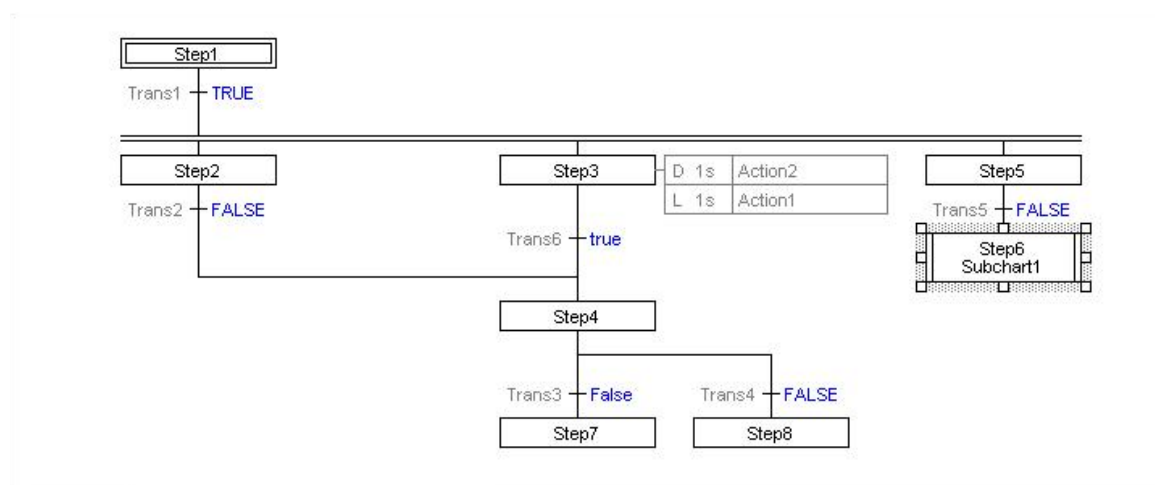 Step1
Trans1 TRUE
Step2 Step3 D 1s Action2 Step5
L 1s Action1
Trans2 FALSE Trans5 FALSE
Trans6 true
Step6
Subchart1
Step4
Trans3 False Trans4 FALSE
Step7 Step8